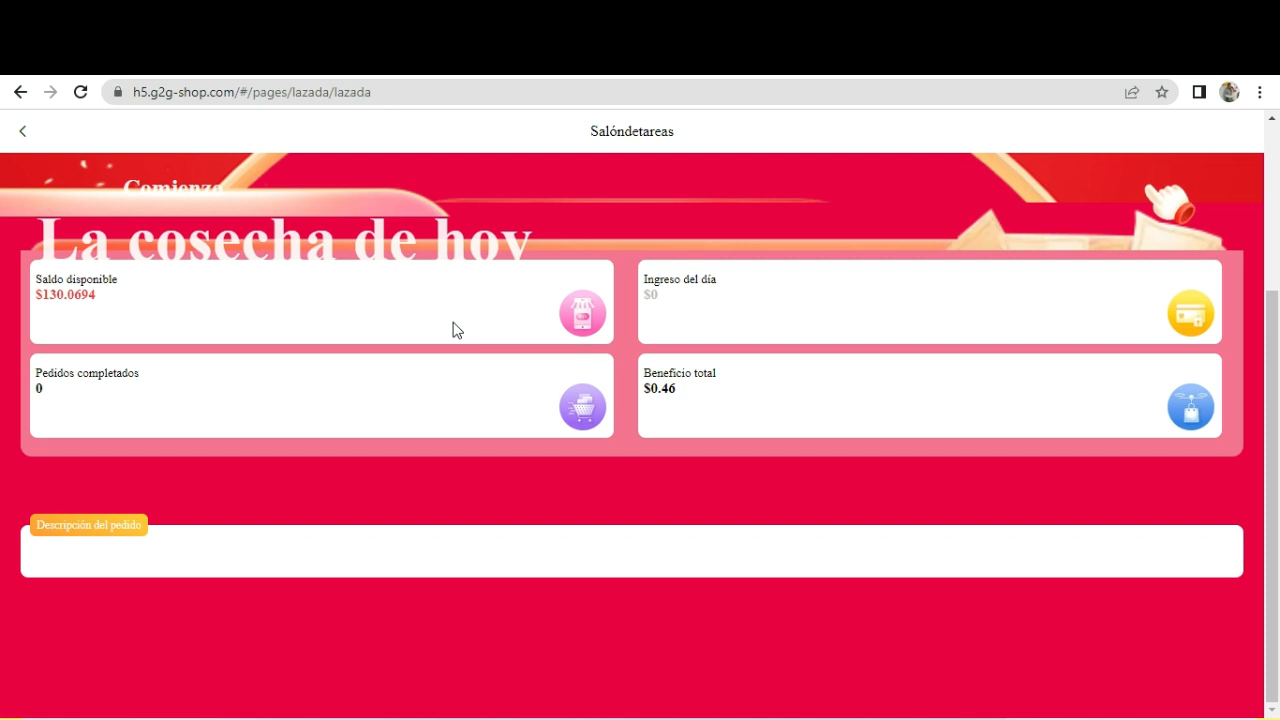 h5.g2g-shop.com/#/pages/lazada/lazada
Salóndetareas
Comienzo
La cosecha de hoy
Saldo disponible
$130.0694
Ingreso del día
$0
Pedidos completados
0
Beneficio total
$0.46
Descripción del pedido